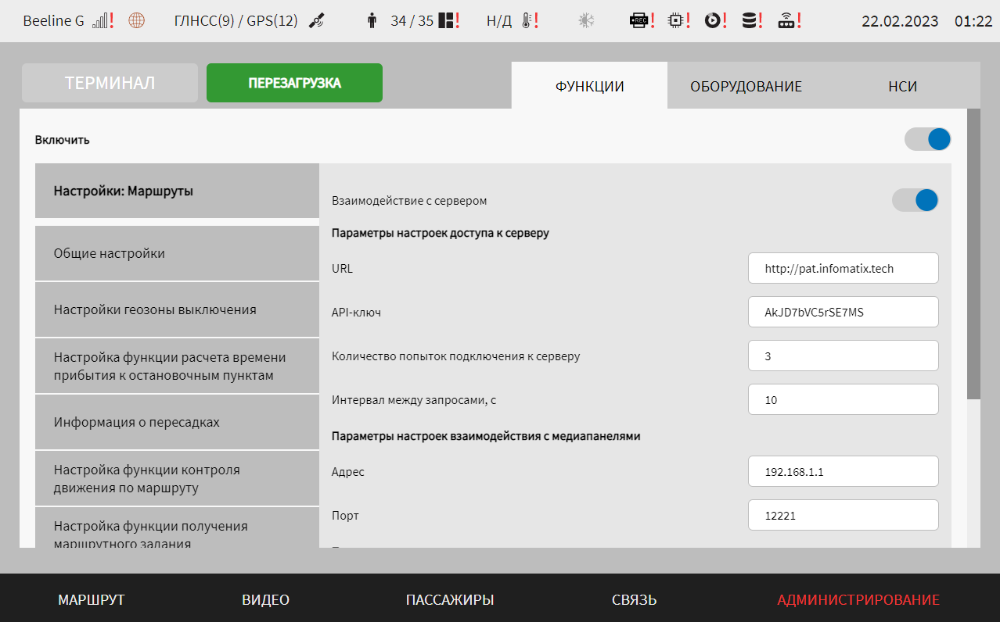 Beeline G ! ГЛНСС(9) / GPS(12) 34 / 35 ! Н/Д ! REC ! ! ! ! ! 22.02.2023 01:22
ТЕРМИНАЛ ПЕРЕЗАГРУЗКА ФУНКЦИИ ОБОРУДОВАНИЕ НСИ
Включить
Настройки: Маршруты
Общие настройки
Настройки геозоны выключения
Настройка функции расчета времени
прибытия к остановочным пунктам
Информация о пересадках
Настройка функции контроля
движения по маршруту
Настройка функции получения
маршрутного задания
Взаимодействие с сервером
Параметры настроек доступа к серверу
URL http://pat.infomatix.tech
API-ключ AkJD7bVC5rSE7MS
Количество попыток подключения к серверу 3
Интервал между запросами, с 10
Параметры настроек взаимодействия с медиапанелями
Адрес 192.168.1.1
Порт 12221
МАРШРУТ ВИДЕО ПАССАЖИРЫ СВЯЗЬ АДМИНИСТРИРОВАНИЕ